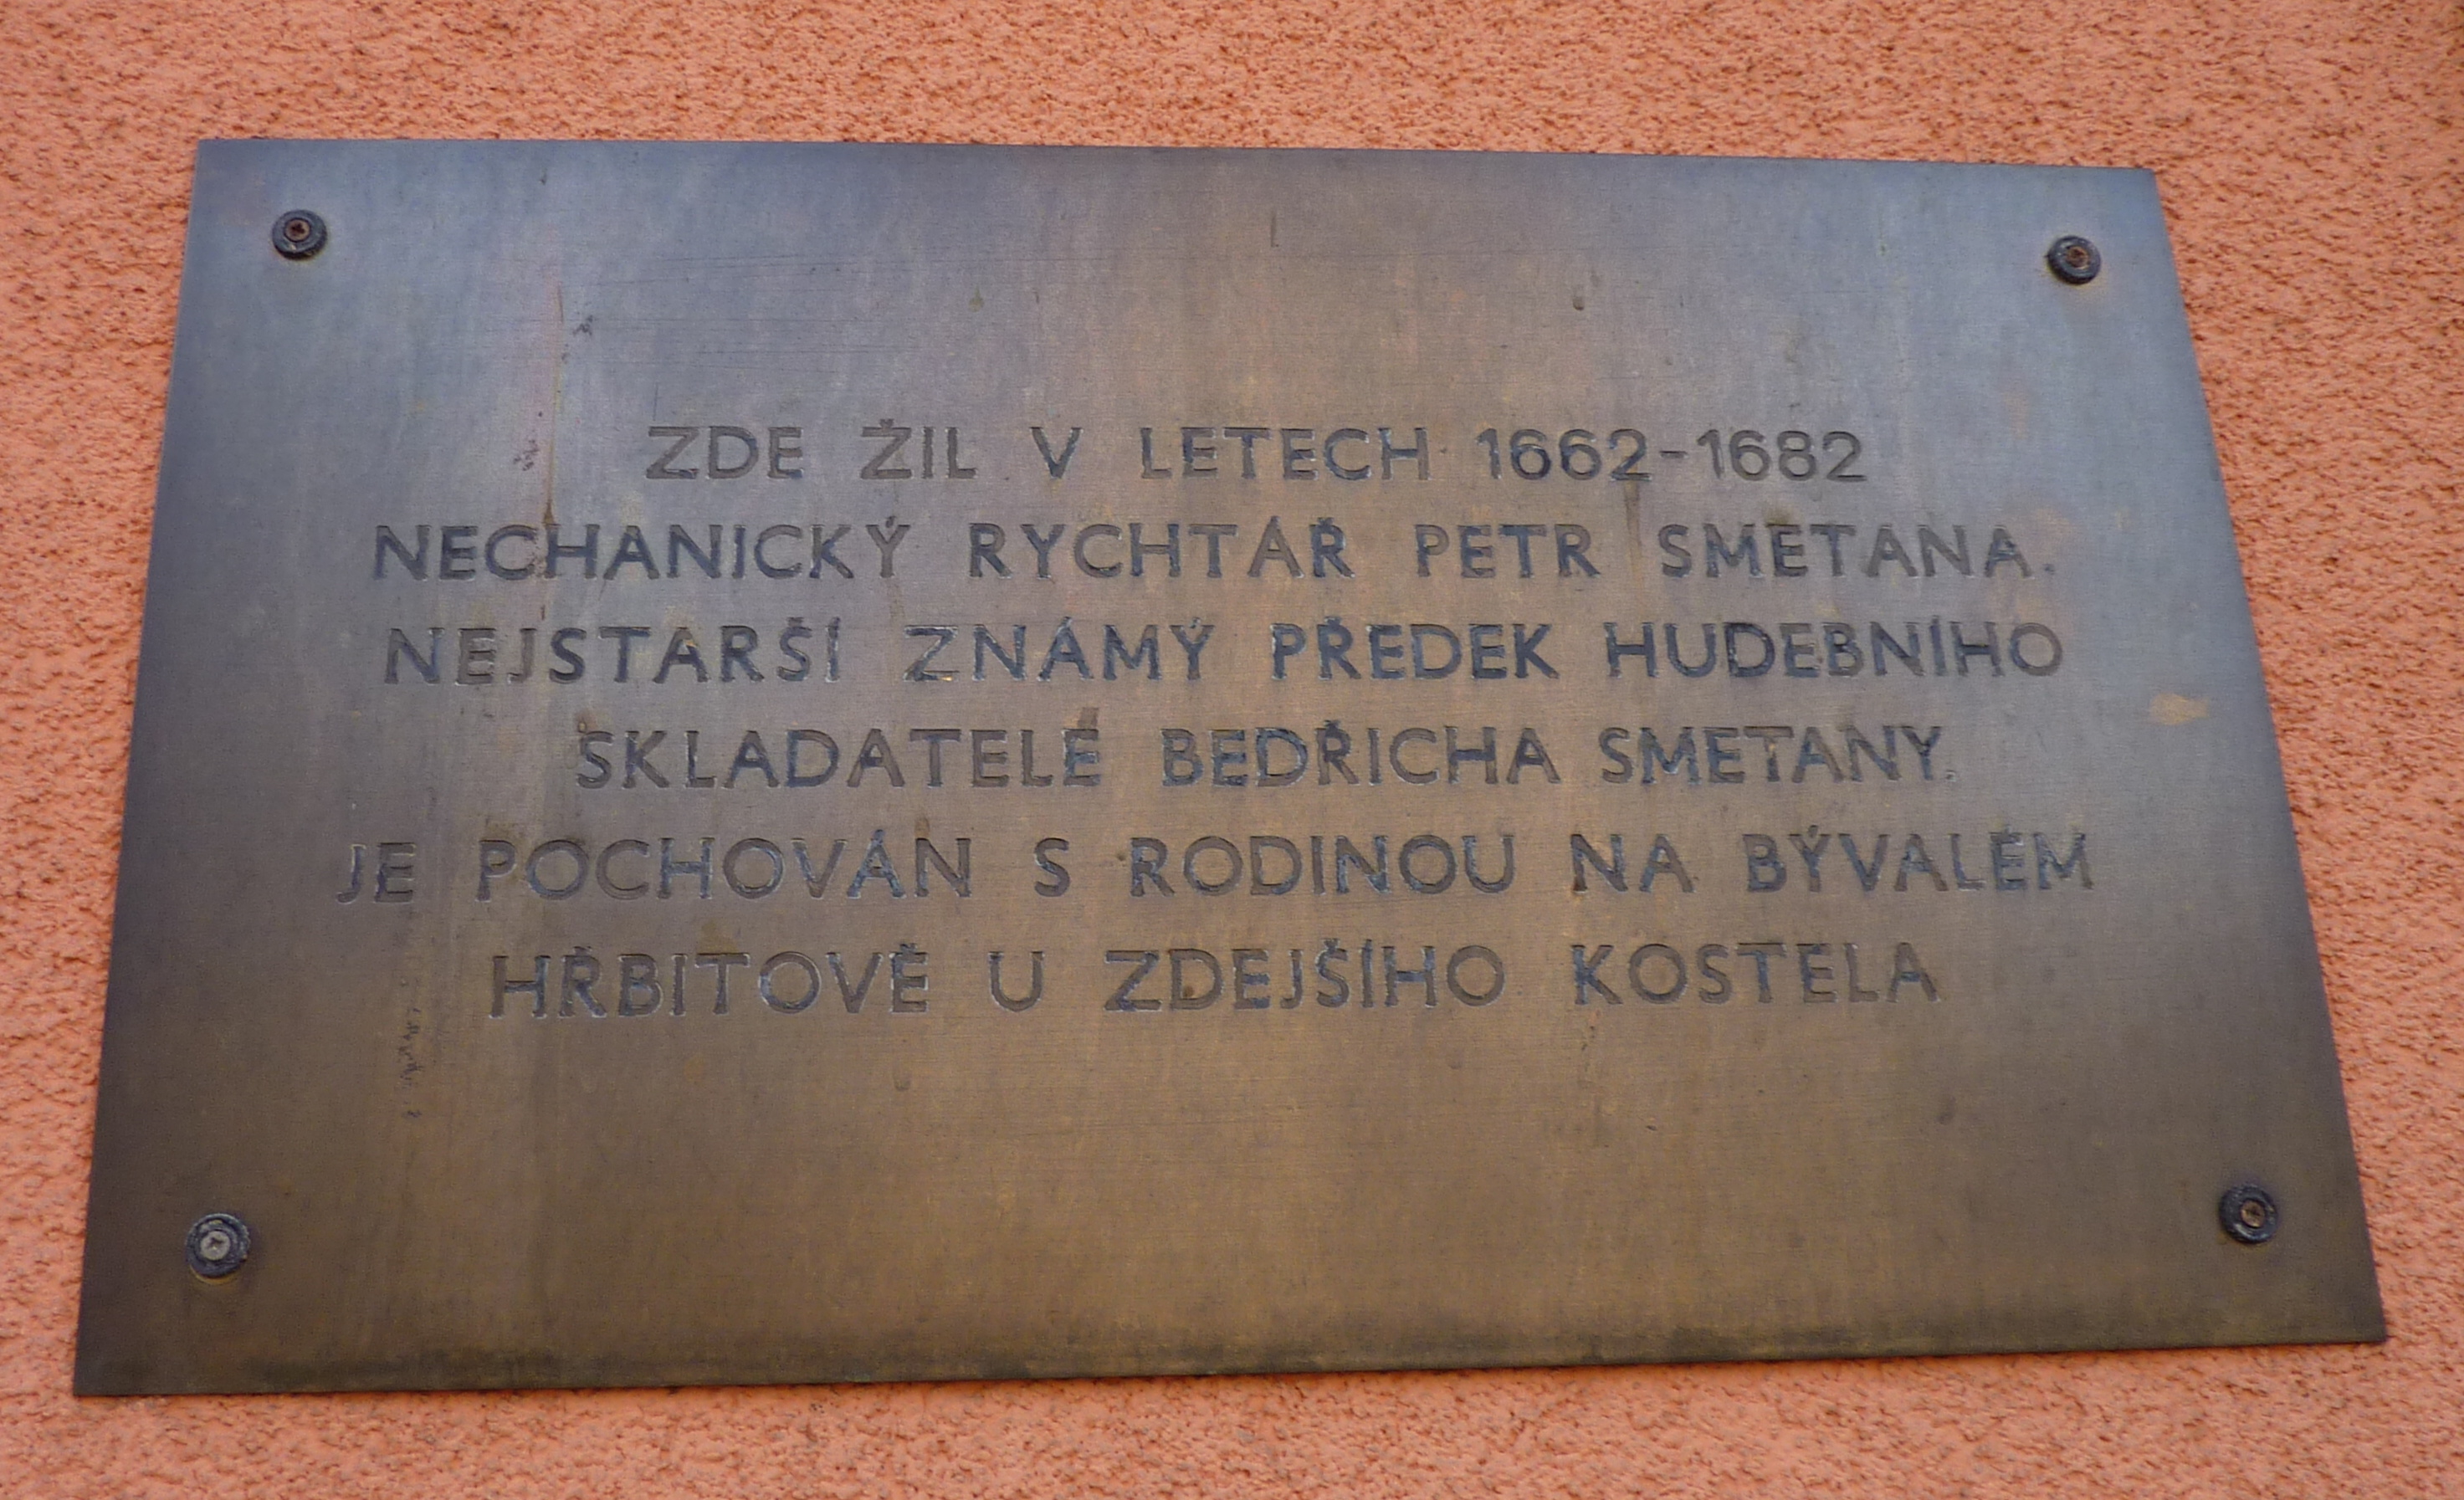 ZDE ŽIL V LETECH 1662-1682
NECHANICKÝ RYCHTÁŘ PETR SMETANA.
NEJSTARŠÍ ZNÁMÝ PŘEDEK HUDEBNÍHO
SKLADATELE BEDŘICHA SMETANY.
JE POCHOVÁN S RODINOU NA BÝVALÉM
HŘBITOVĚ U ZDEJŠÍHO KOSTELA